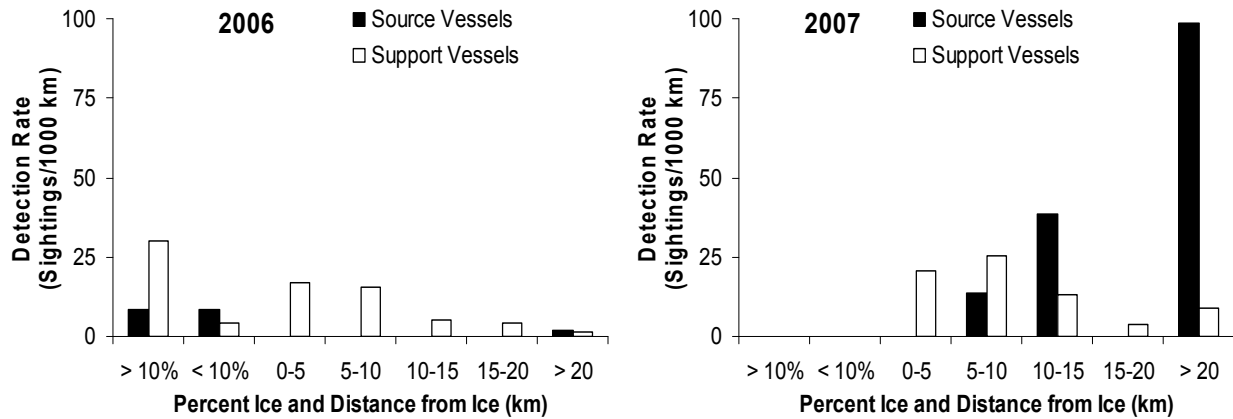 2006
Source Vessels
Support Vessels
Detection Rate
(Sightings/1000 km)
100
75
50
25
0
> 10%
< 10%
0-5
5-10
10-15
15-20
> 20
Percent Ice and Distance from Ice (km)
2007
Source Vessels
Support Vessels
Detection Rate
(Sightings/1000 km)
100
75
50
25
0
> 10%
< 10%
0-5
5-10
10-15
15-20
> 20
Percent Ice and Distance from Ice (km)